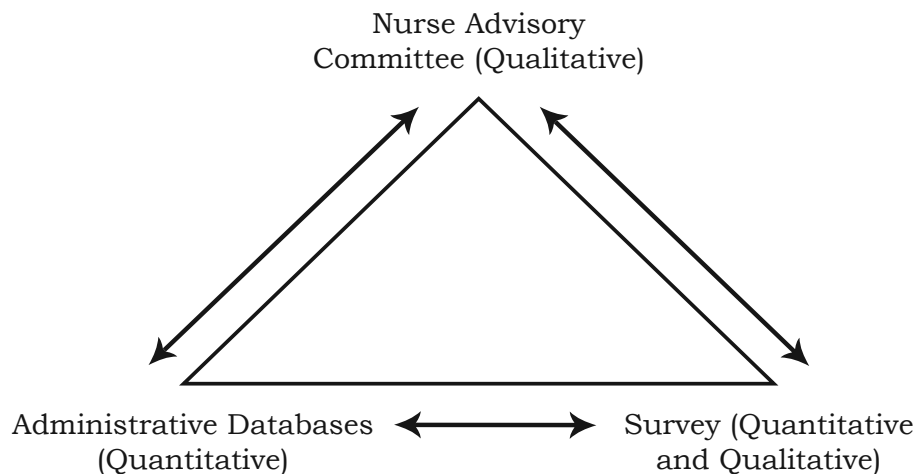 Nurse Advisory
Committee (Qualitative)
Administrative Databases
(Quantitative)
Survey (Quantitative
and Qualitative)